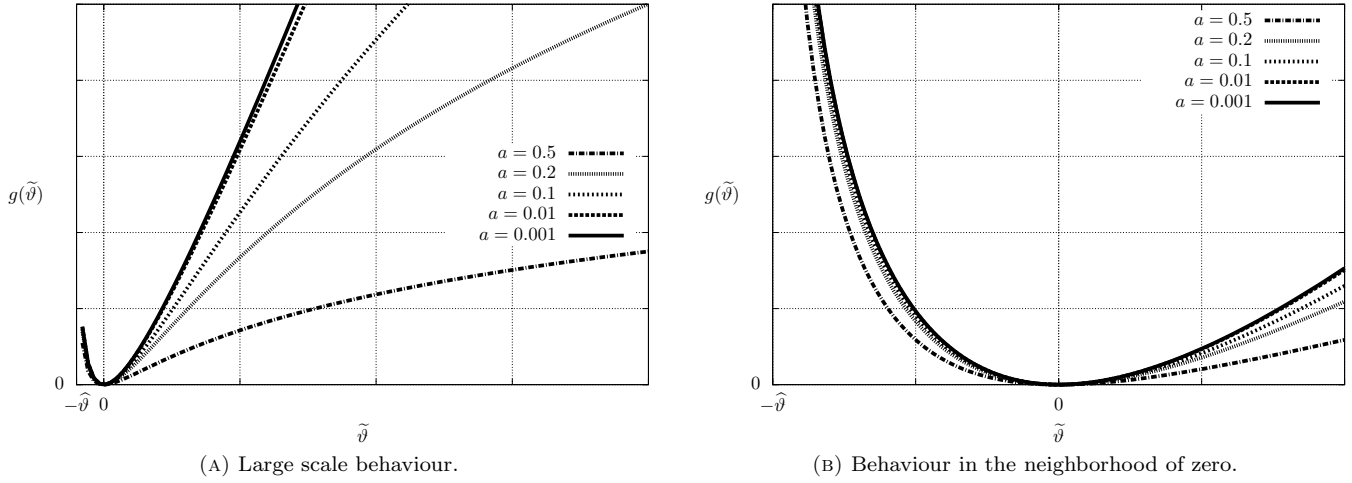 g(ϑ̃)
a = 0.5
a = 0.2
a = 0.1
a = 0.01
a = 0.001
0
−ϑ̂ 0
ϑ̃
(A) Large scale behaviour.
g(ϑ̃)
a = 0.5
a = 0.2
a = 0.1
a = 0.01
a = 0.001
0
−ϑ̂ 0
ϑ̃
(B) Behaviour in the neighborhood of zero.